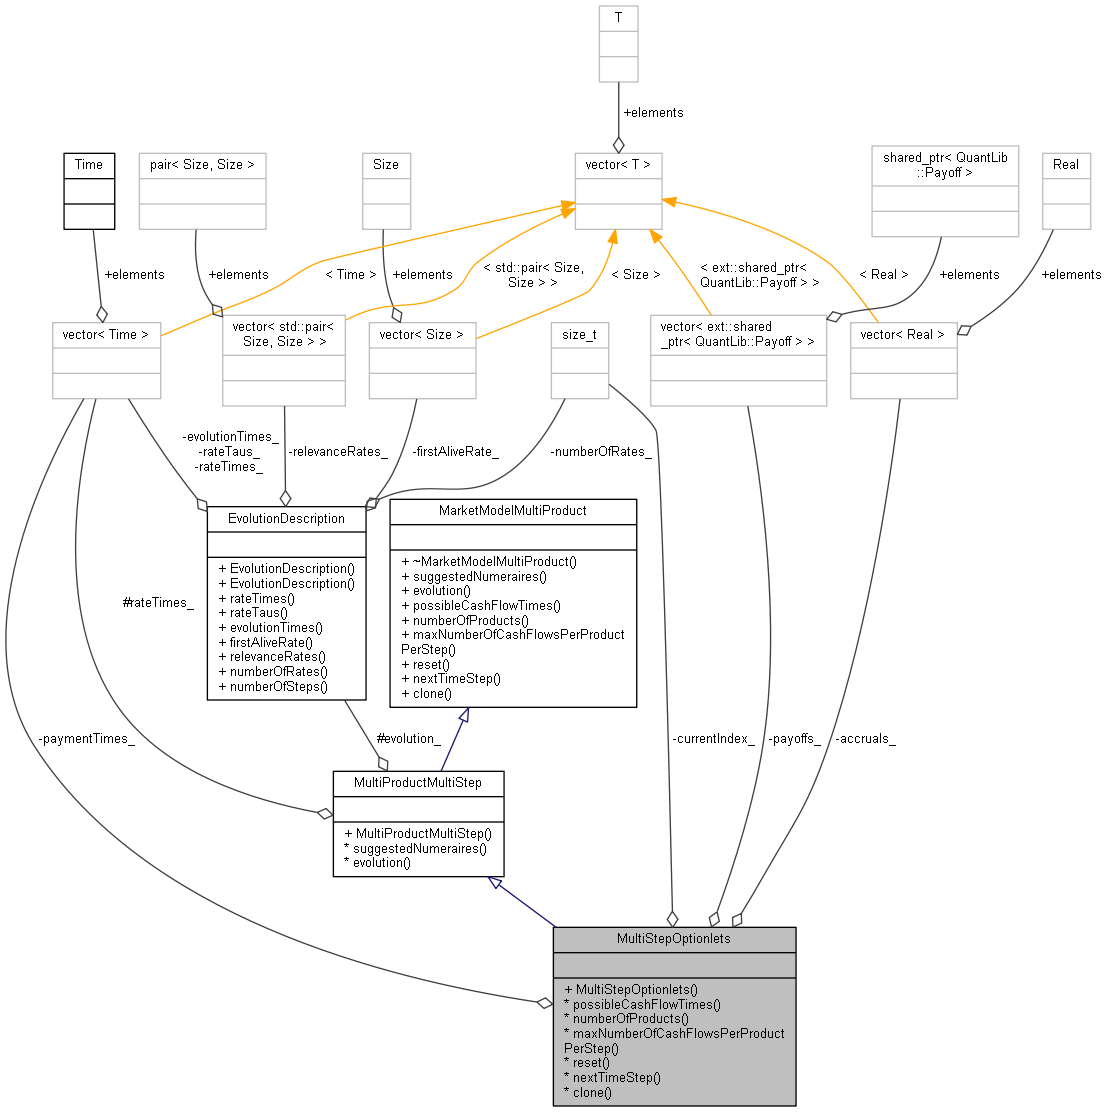 T
+elements
Time
pair< Size, Size >
Size
vector< T >
shared_ptr< QuantLib
::Payoff >
Real
+elements
+elements
+elements
< Time >
< std::pair< Size,
Size > >
< Size >
< ext::shared_ptr<
QuantLib::Payoff > >
< Real >
+elements
+elements
vector< Time >
vector< std::pair<
Size, Size > >
vector< Size >
size_t
vector< ext::shared
_ptr< QuantLib::Payoff > >
vector< Real >
-evolutionTimes_
-rateTaus_
-rateTimes_
-relevanceRates_
-firstAliveRate_
-numberOfRates_
EvolutionDescription
+ EvolutionDescription()
+ EvolutionDescription()
+ rateTimes()
+ rateTaus()
+ evolutionTimes()
+ firstAliveRate()
+ relevanceRates()
+ numberOfRates()
+ numberOfSteps()
MarketModelMultiProduct
+ ~MarketModelMultiProduct()
+ suggestedNumeraires()
+ evolution()
+ possibleCashFlowTimes()
+ numberOfProducts()
+ maxNumberOfCashFlowsPerProduct
PerStep()
+ reset()
+ nextTimeStep()
+ clone()
#rateTimes_
-paymentTimes_
#evolution_
-currentIndex_
-payoffs_
-accruals_
MultiProductMultiStep
+ MultiProductMultiStep()
* suggestedNumeraires()
* evolution()
MultiStepOptionlets
+ MultiStepOptionlets()
* possibleCashFlowTimes()
* numberOfProducts()
* maxNumberOfCashFlowsPerProduct
PerStep()
* reset()
* nextTimeStep()
* clone()